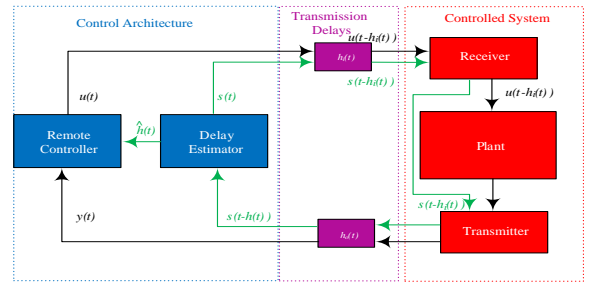 Control Architecture
Transmission
Delays
Controlled System
u(t-hᵢ(t) )
hᵢ(t)
Receiver
s(t-hᵢ(t) )
u(t)
s(t)
u(t-hᵢ(t) )
Remote
Controller
ĥ(t)
Delay
Estimator
Plant
s(t-hᵢ(t) )
y(t)
s(t-h(t) )
hₒ(t)
Transmitter